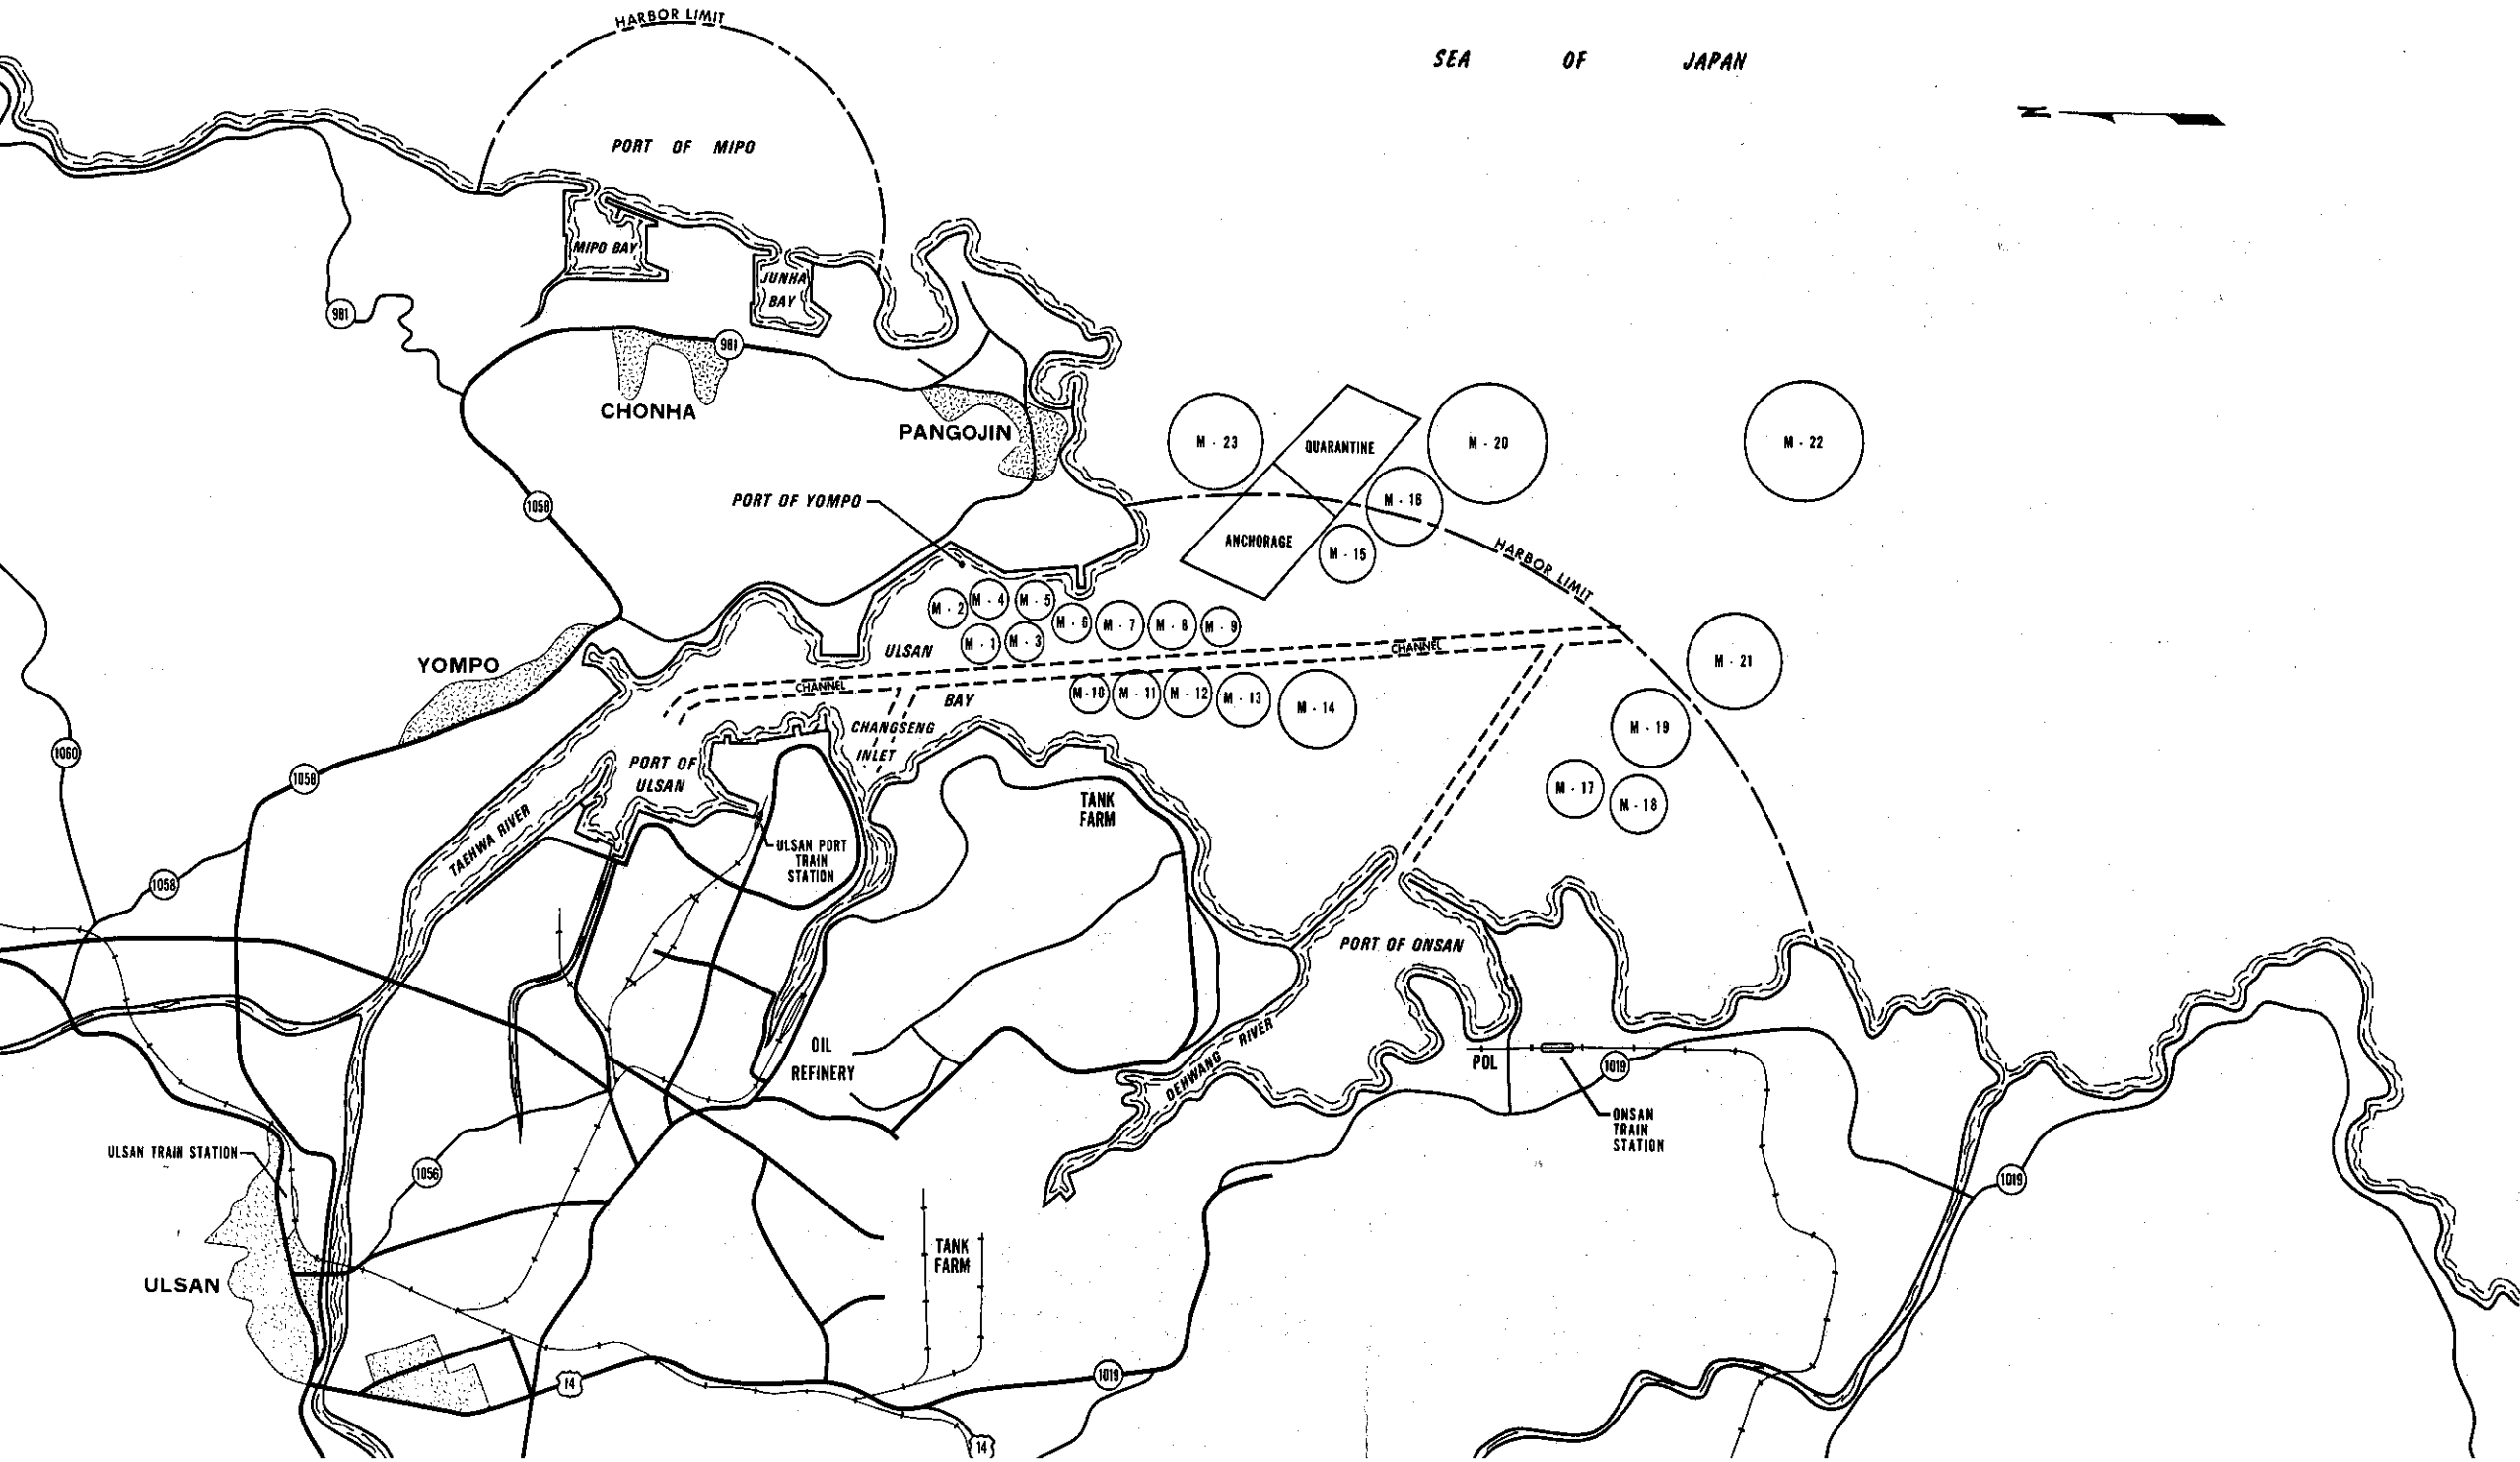 HARBOR LIMIT
SEA OF JAPAN
N
PORT OF MIPO
MIPO BAY
JUNHA
BAY
981
981
CHONHA
PANGOJIN
M - 23
QUARANTINE
M - 20
M - 22
1058
PORT OF YOMPO
M - 16
ANCHORAGE
M - 15
HARBOR LIMIT
M - 2
M - 4
M - 5
M - 6
M - 7
M - 8
M - 9
M - 1
M - 3
ULSAN
CHANNEL
YOMPO
M - 21
CHANNEL
M - 10
M - 11
M - 12
M - 13
M - 14
BAY
CHANGSENG
INLET
M - 19
1060
PORT OF
ULSAN
1058
M - 17
M - 18
TANK
FARM
TAEHWA RIVER
ULSAN PORT
TRAIN
STATION
1058
PORT OF ONSAN
OIL
REFINERY
OEHWANG RIVER
POL
1019
ONSAN
TRAIN
STATION
ULSAN TRAIN STATION
1056
1019
TANK
FARM
ULSAN
14
1019
14